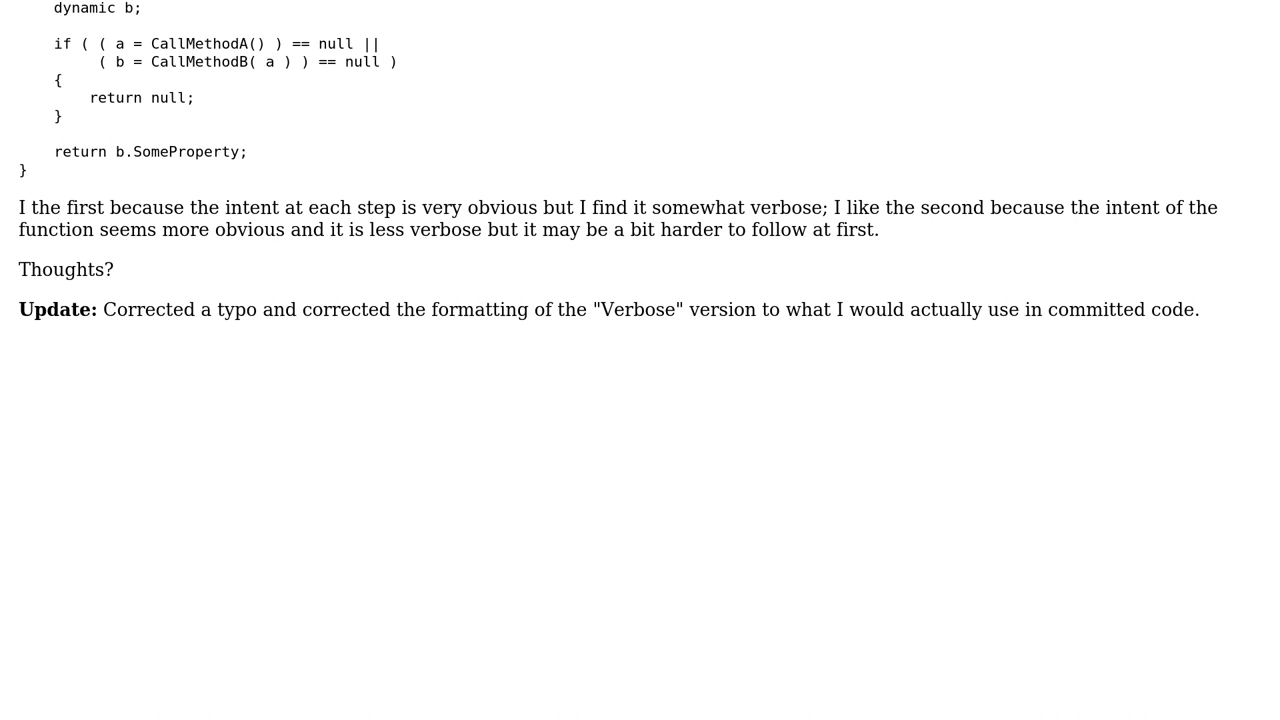 dynamic b;
if ( ( a = CallMethodA() ) == null ||
( b = CallMethodB( a ) ) == null )
{
return null;
}
return b.SomeProperty;
}
I the first because the intent at each step is very obvious but I find it somewhat verbose; I like the second because the intent of the
function seems more obvious and it is less verbose but it may be a bit harder to follow at first.
Thoughts?
Update: Corrected a typo and corrected the formatting of the "Verbose" version to what I would actually use in committed code.